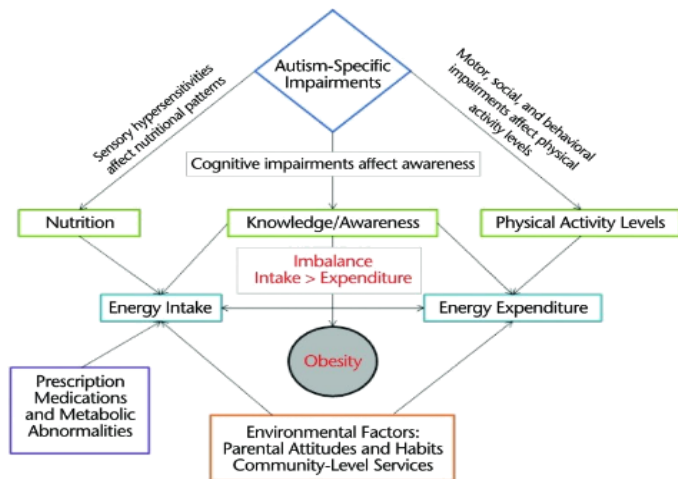 Autism-Specific
Impairments
Sensory hypersensitivities
affect nutritional patterns
Motor, social, and behavioral
impairments affect physical
activity levels
Cognitive impairments affect awareness
Nutrition
Knowledge/Awareness
Physical Activity Levels
Imbalance
Intake > Expenditure
Energy Intake
Energy Expenditure
Obesity
Prescription
Medications
and Metabolic
Abnormalities
Environmental Factors:
Parental Attitudes and Habits
Community-Level Services